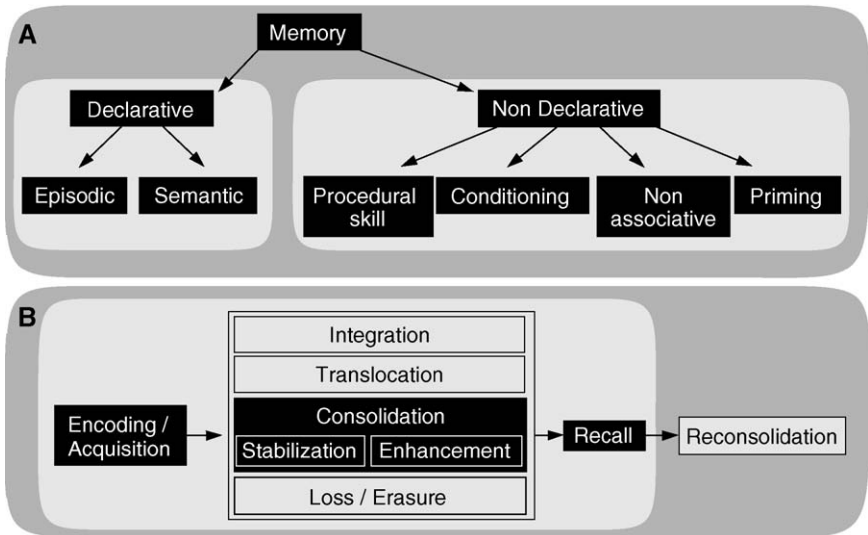 A
Memory
Declarative
Non Declarative
Episodic
Semantic
Procedural
skill
Conditioning
Non
associative
Priming
B
Integration
Translocation
Encoding /
Acquisition
Consolidation
Stabilization
Enhancement
Recall
Reconsolidation
Loss / Erasure